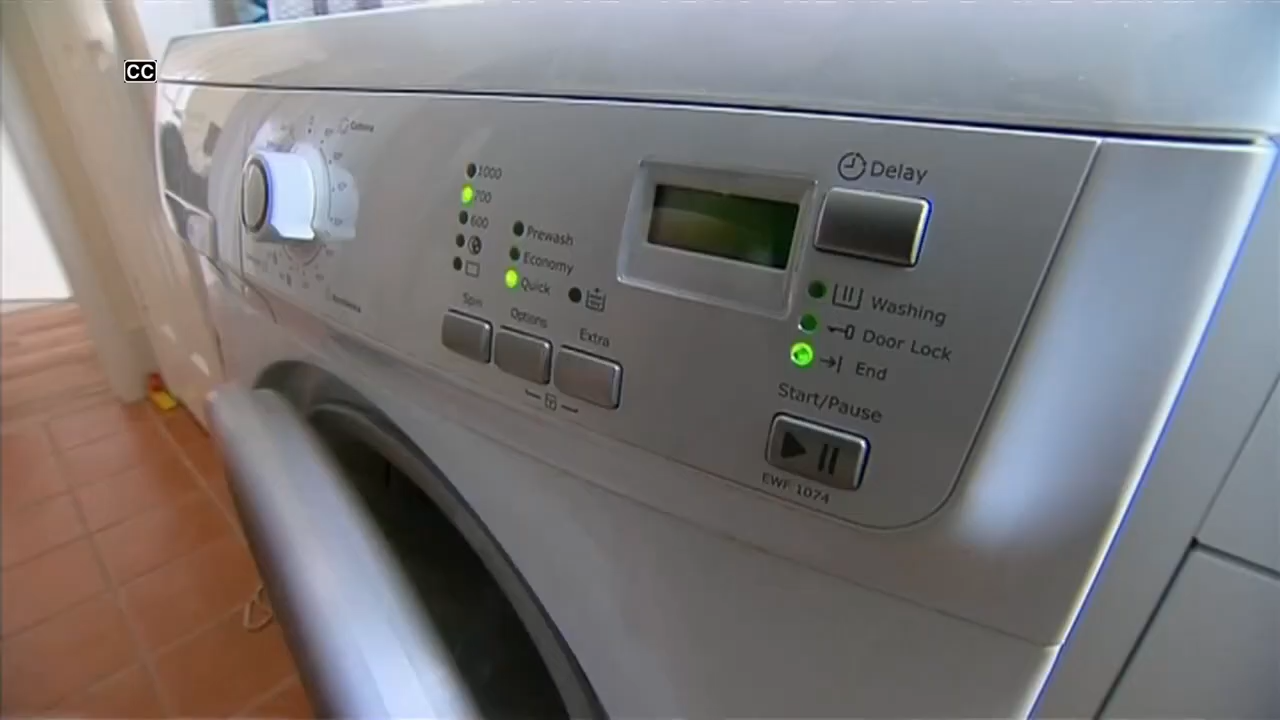 CC
Cottons
1000
700
600
Prewash
Economy
Quick
Spin
Options
Extra
Delay
Washing
Door Lock
End
Start/Pause
EWF 1074